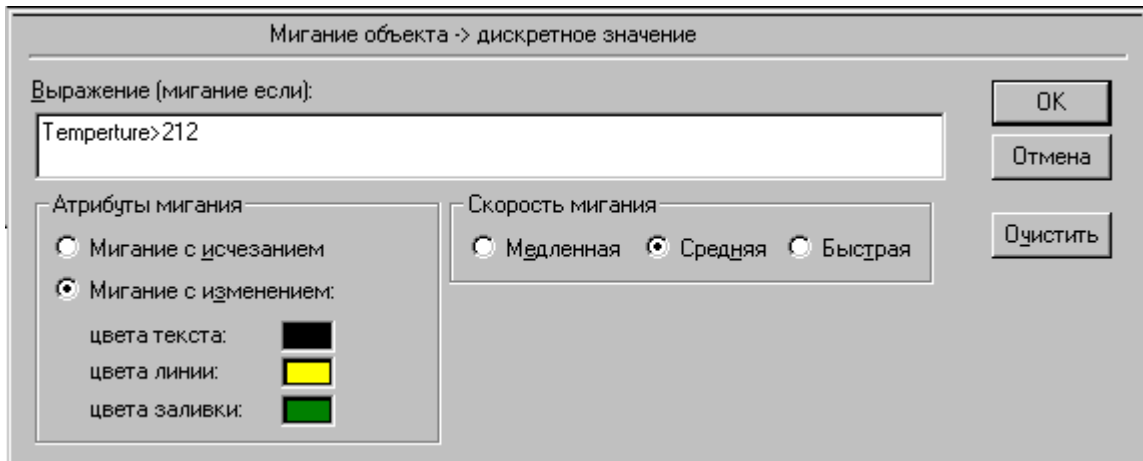 Мигание объекта -> дискретное значение
Выражение (мигание если):
Temperture>212
OK
Отмена
Очистить
Атрибуты мигания
Мигание с исчезанием
Мигание с изменением:
цвета текста:
цвета линии:
цвета заливки:
Скорость мигания
Медленная Средняя Быстрая